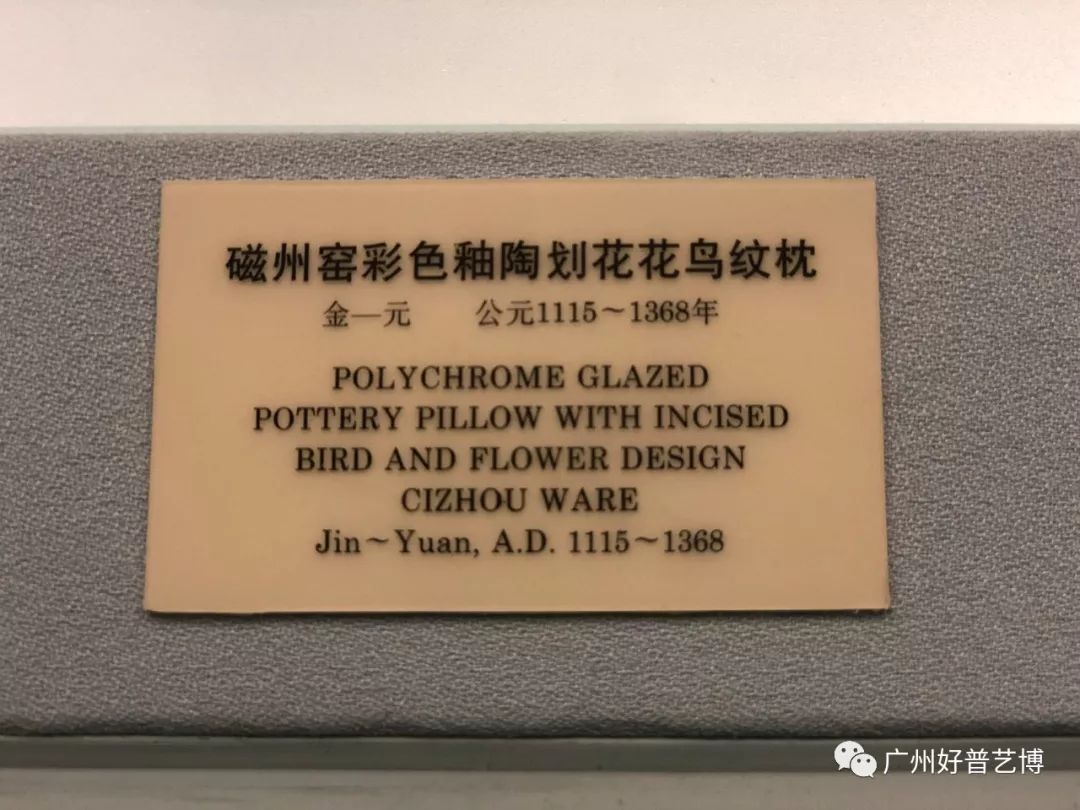 磁州窑彩色釉陶划花花鸟纹枕
金—元 公元1115～1368年
POLYCHROME GLAZED
POTTERY PILLOW WITH INCISED
BIRD AND FLOWER DESIGN
CIZHOU WARE
Jin～Yuan, A.D. 1115～1368
广州好普艺博